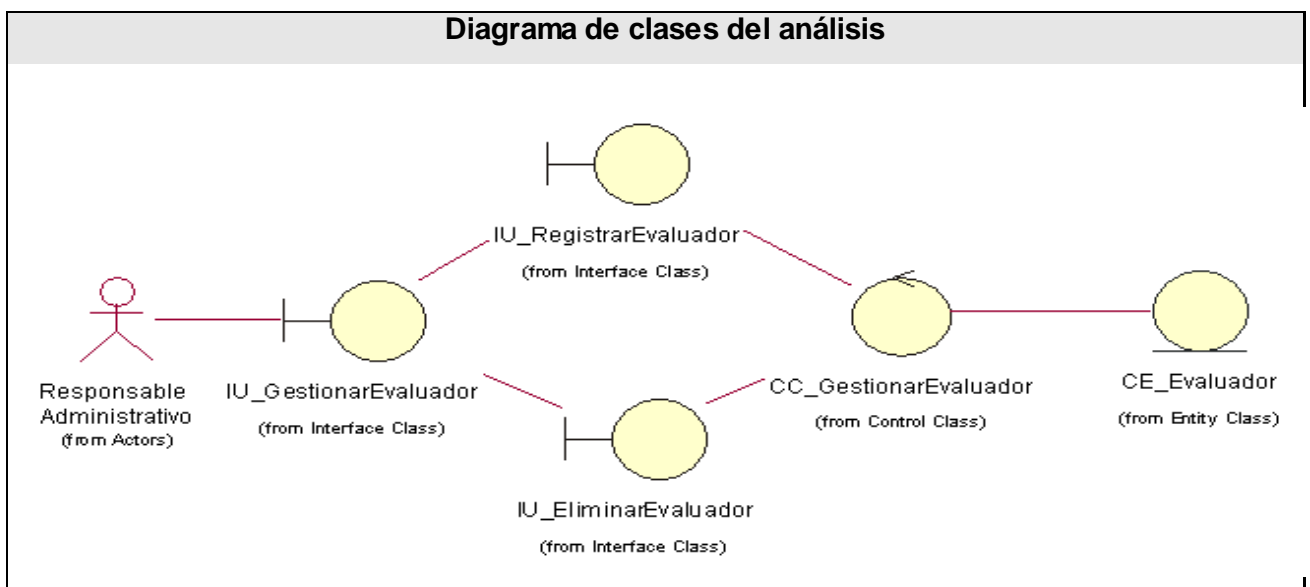 Diagrama de clases del análisis
IU_RegistrarEvaluador
(from Interface Class)
Responsable
Administrativo
(from Actors)
IU_GestionarEvaluador
(from Interface Class)
CC_GestionarEvaluador
(from Control Class)
CE_Evaluador
(from Entity Class)
IU_EliminarEvaluador
(from Interface Class)